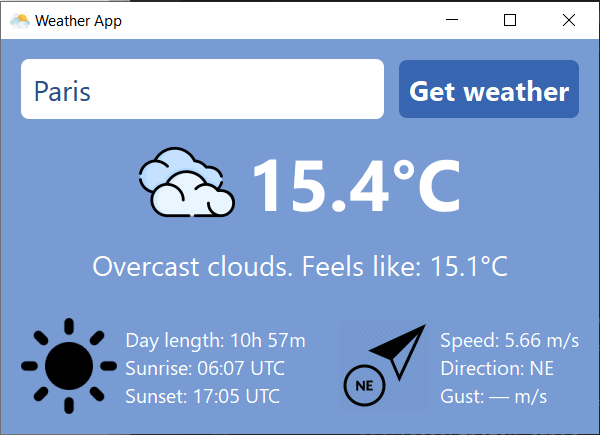 Weather App
Paris
Get weather
15.4°C
Overcast clouds. Feels like: 15.1°C
Day length: 10h 57m
Sunrise: 06:07 UTC
Sunset: 17:05 UTC
NE
Speed: 5.66 m/s
Direction: NE
Gust: — m/s